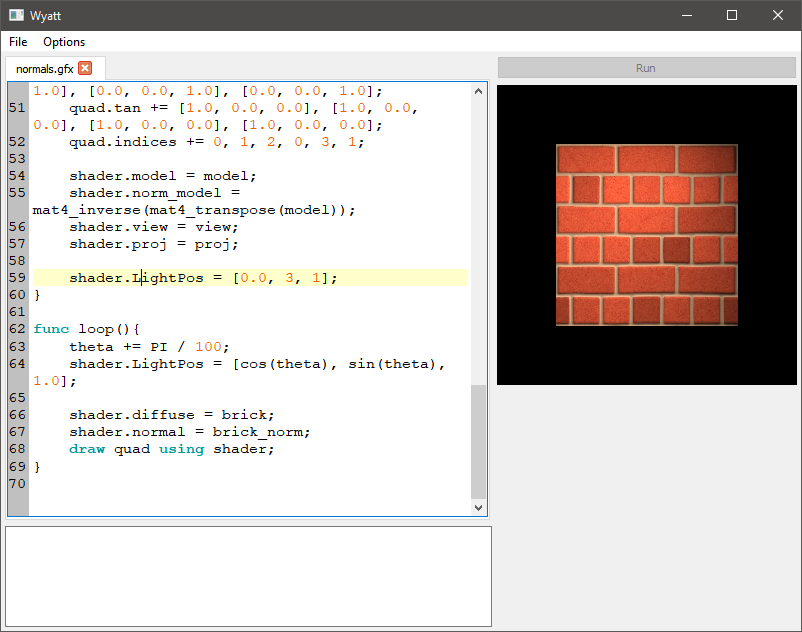 Wyatt
File Options
normals.gfx
Run
1.0], [0.0, 0.0, 1.0], [0.0, 0.0, 1.0];
51 quad.tan += [1.0, 0.0, 0.0], [1.0, 0.0,
0.0], [1.0, 0.0, 0.0], [1.0, 0.0, 0.0];
52 quad.indices += 0, 1, 2, 0, 3, 1;
53
54 shader.model = model;
55 shader.norm_model =
mat4_inverse(mat4_transpose(model));
56 shader.view = view;
57 shader.proj = proj;
58
59 shader.LightPos = [0.0, 3, 1];
60 }
61
62 func loop(){
63 theta += PI / 100;
64 shader.LightPos = [cos(theta), sin(theta),
1.0];
65
66 shader.diffuse = brick;
67 shader.normal = brick_norm;
68 draw quad using shader;
69 }
70